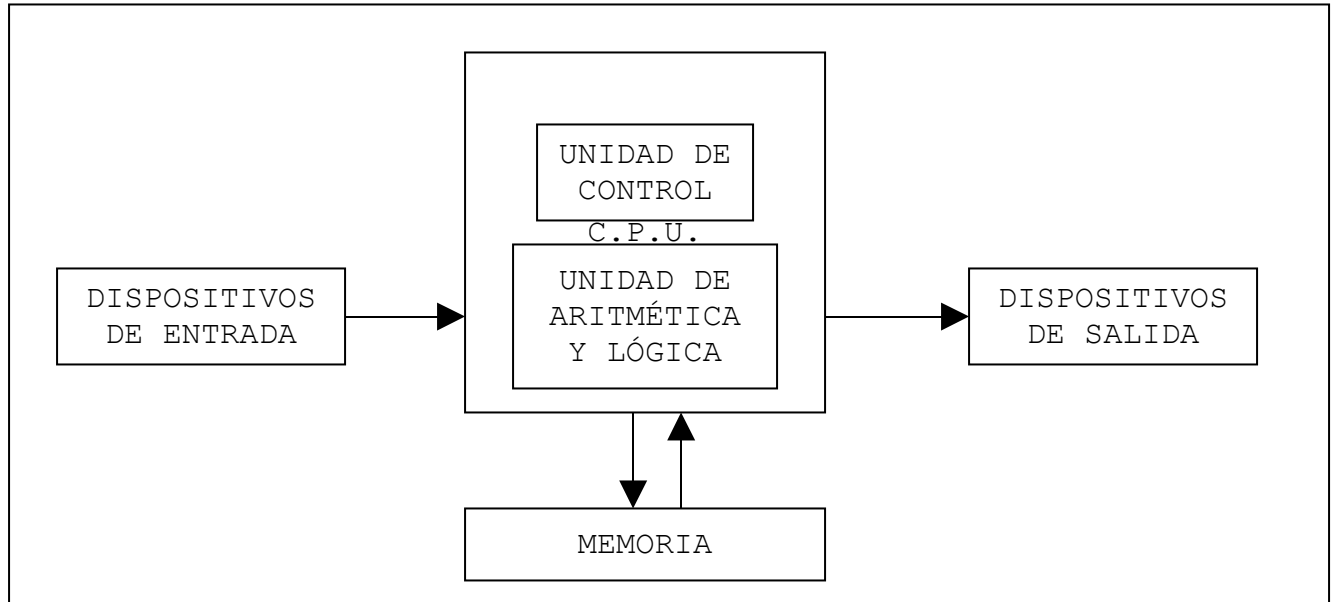 UNIDAD DE
CONTROL
C.P.U.
UNIDAD DE
ARITMÉTICA
Y LÓGICA
DISPOSITIVOS
DE ENTRADA
DISPOSITIVOS
DE SALIDA
MEMORIA